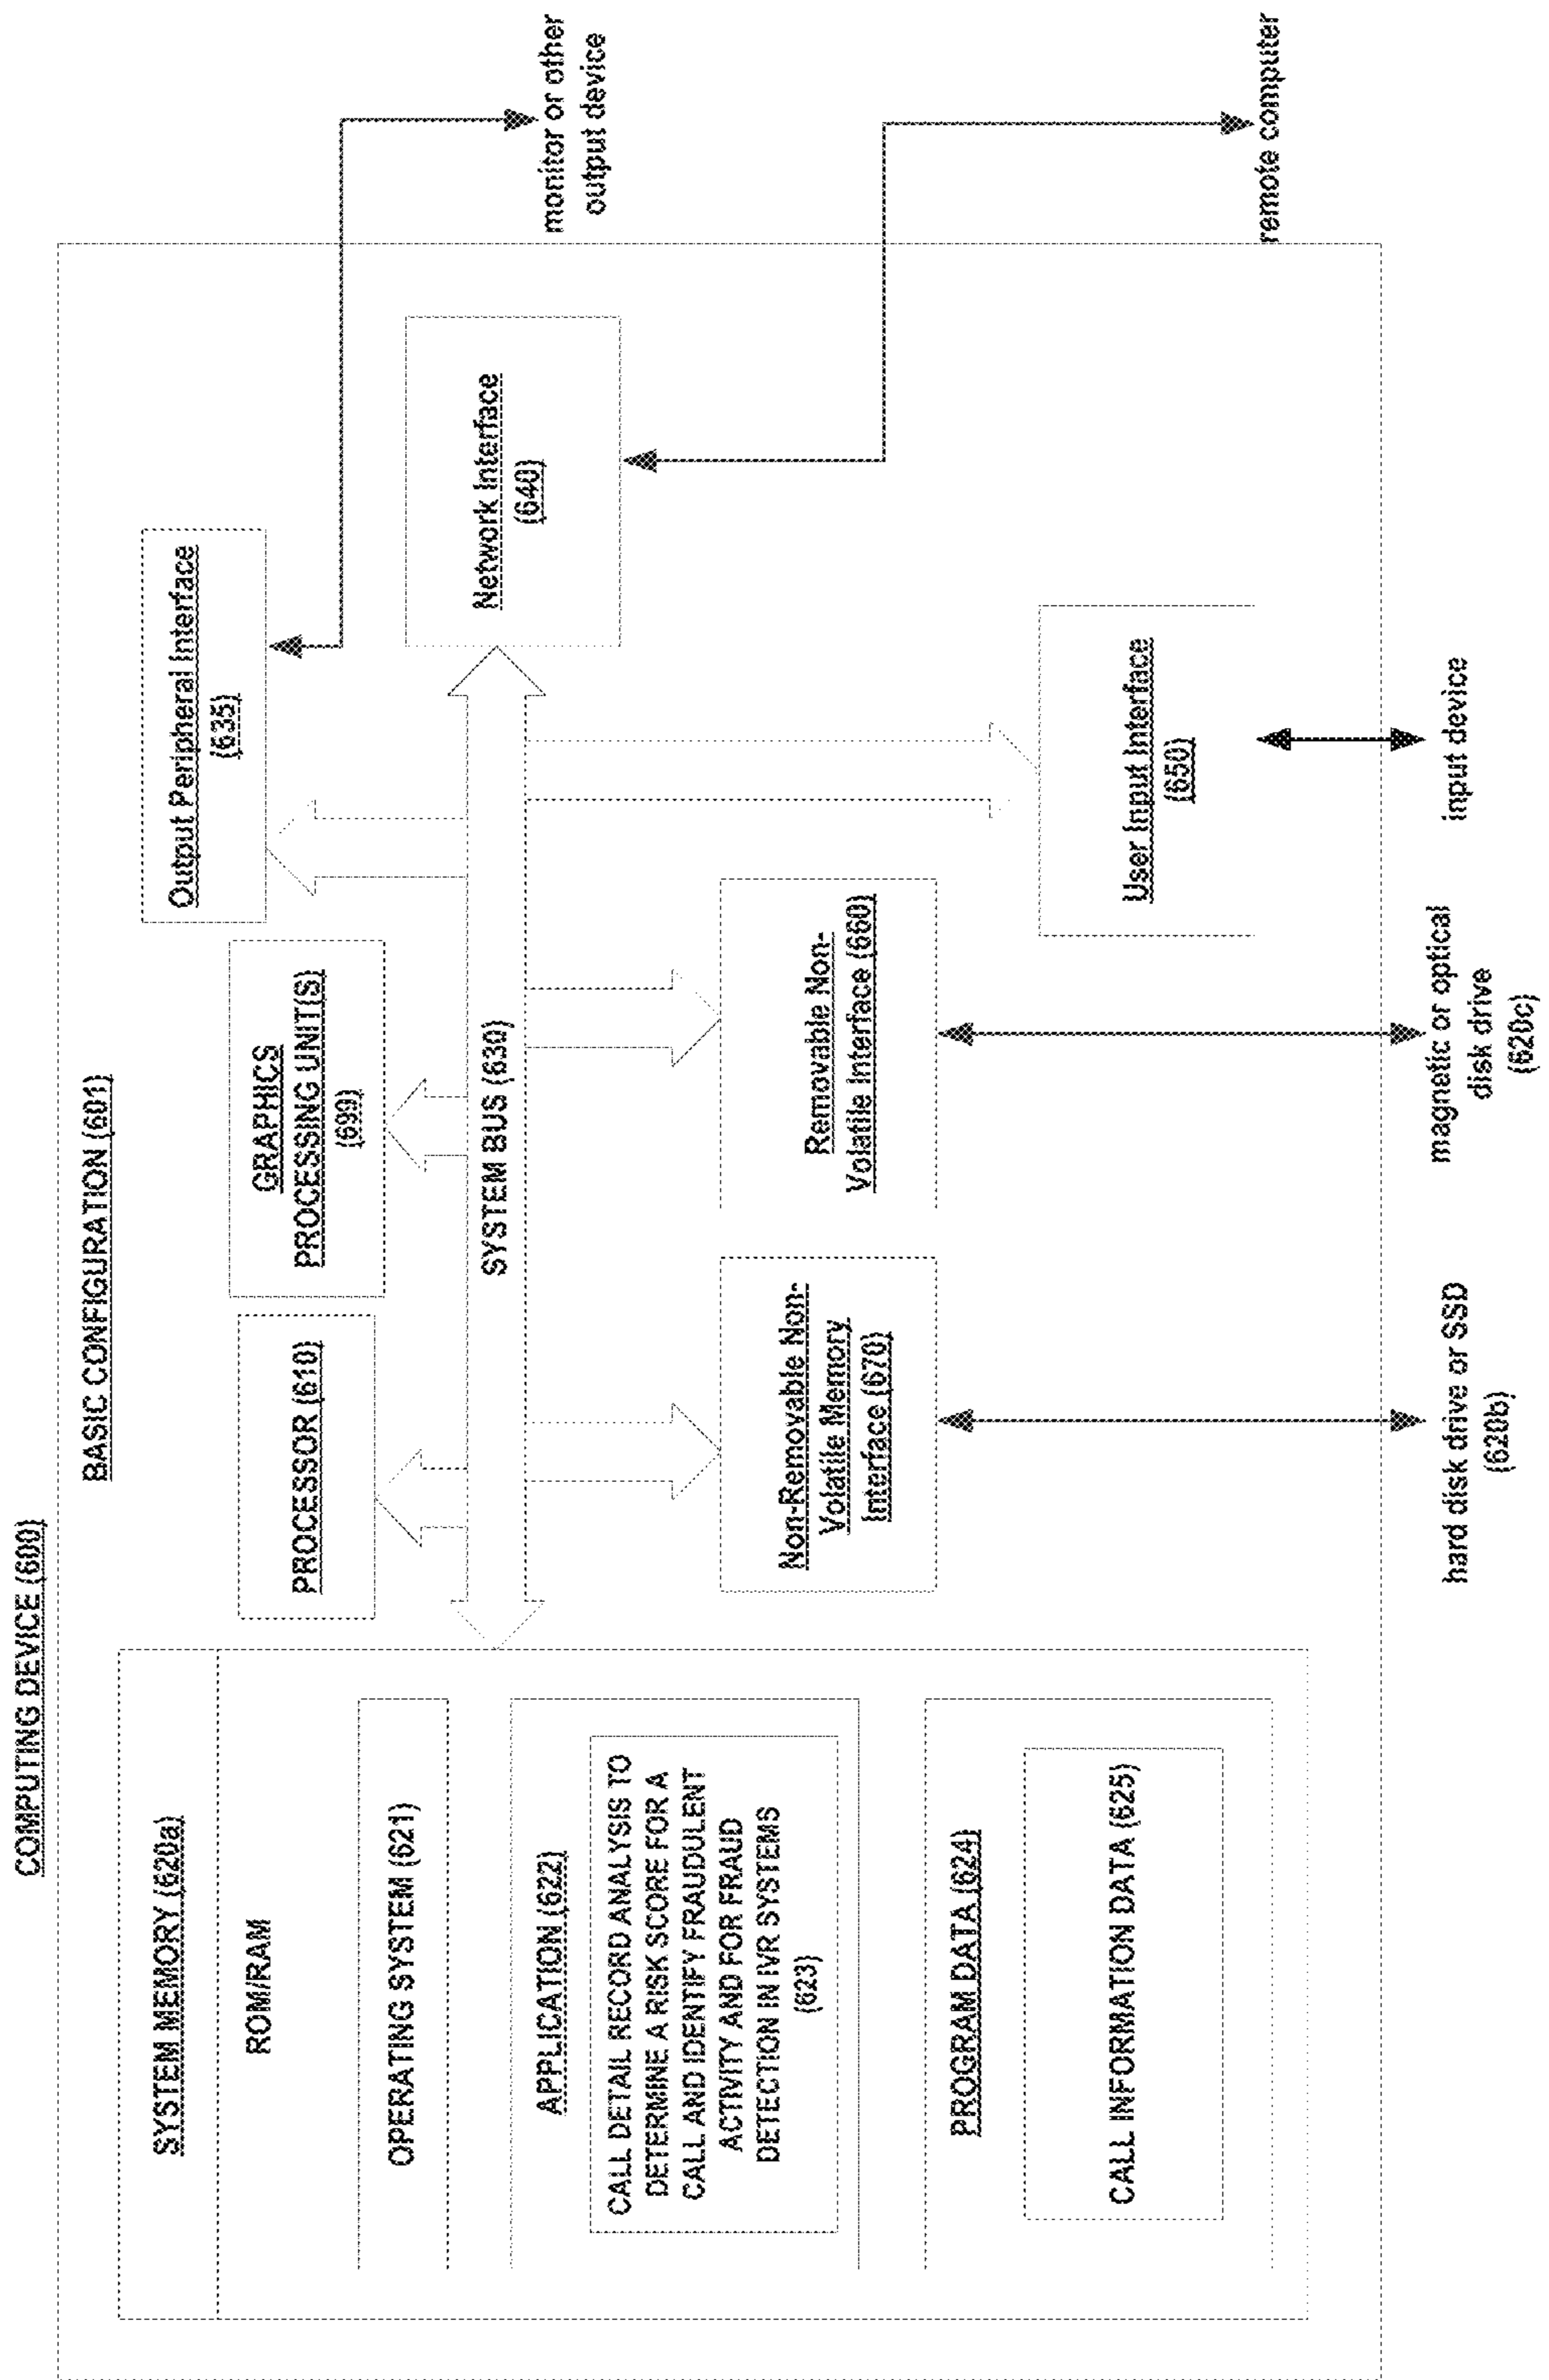 COMPUTING DEVICE (600)
BASIC CONFIGURATION (601)
SYSTEM MEMORY (620a)
ROM/RAM
OPERATING SYSTEM (621)
APPLICATION (622)
CALL DETAIL RECORD ANALYSIS TO
DETERMINE A RISK SCORE FOR A
CALL AND IDENTIFY FRAUDULENT
ACTIVITY AND FOR FRAUD
DETECTION IN IVR SYSTEMS
(623)
PROGRAM DATA (624)
CALL INFORMATION DATA (625)
PROCESSOR (610)
GRAPHICS
PROCESSING UNIT(S)
(699)
Output Peripheral Interface
(635)
SYSTEM BUS (630)
Network Interface
(640)
Non-Removable Non-
Volatile Memory
Interface (670)
Removable Non-
Volatile Interface (660)
User Input Interface
(650)
monitor or other
output device
remote computer
hard disk drive or SSD
(620b)
magnetic or optical
disk drive
(620c)
input device